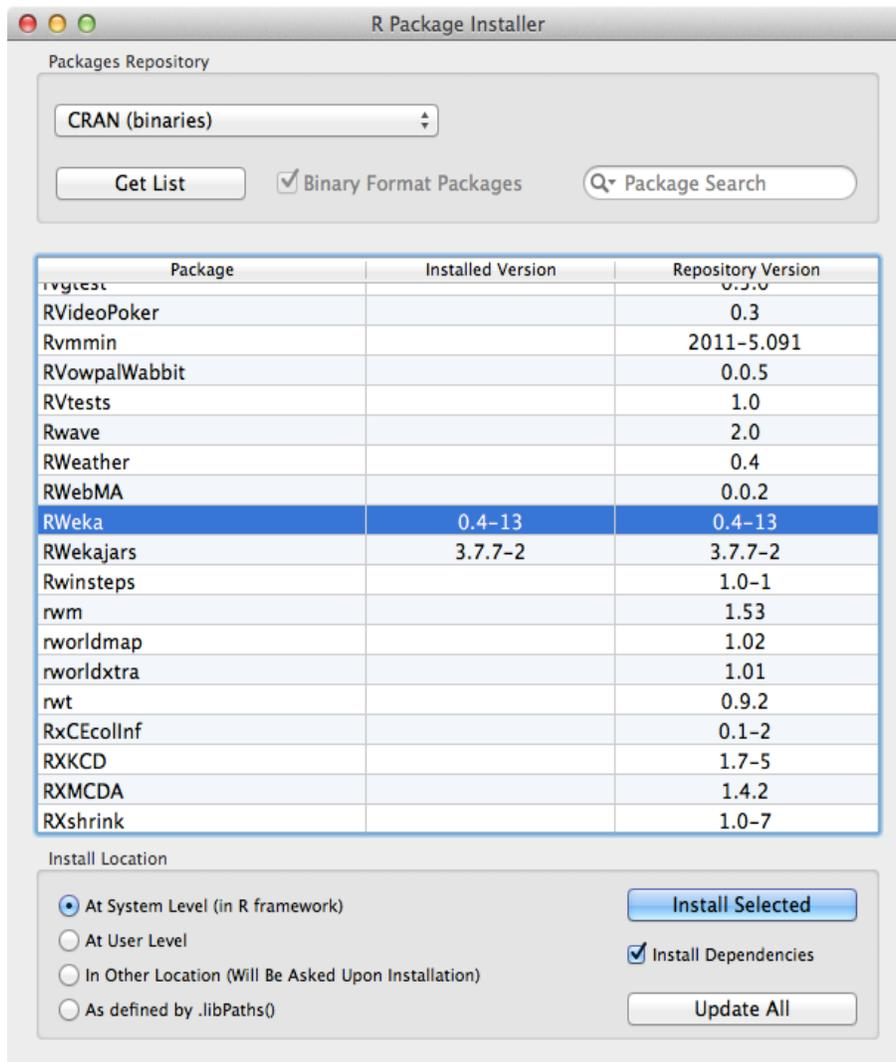 R Package Installer
Packages Repository
CRAN (binaries)
Get List Binary Format Packages Package Search
Package Installed Version Repository Version
rvgtest 0.5.0
RVideoPoker 0.3
Rvmmin 2011-5.091
RVowpalWabbit 0.0.5
RVtests 1.0
Rwave 2.0
RWeather 0.4
RWebMA 0.0.2
RWeka 0.4-13 0.4-13
RWekajars 3.7.7-2 3.7.7-2
Rwinsteps 1.0-1
rwm 1.53
rworldmap 1.02
rworldxtra 1.01
rwt 0.9.2
RxCEcolInf 0.1-2
RXKCD 1.7-5
RXMCDA 1.4.2
RXshrink 1.0-7
Install Location
At System Level (in R framework)
At User Level
In Other Location (Will Be Asked Upon Installation)
As defined by .libPaths()
Install Selected
Install Dependencies
Update All